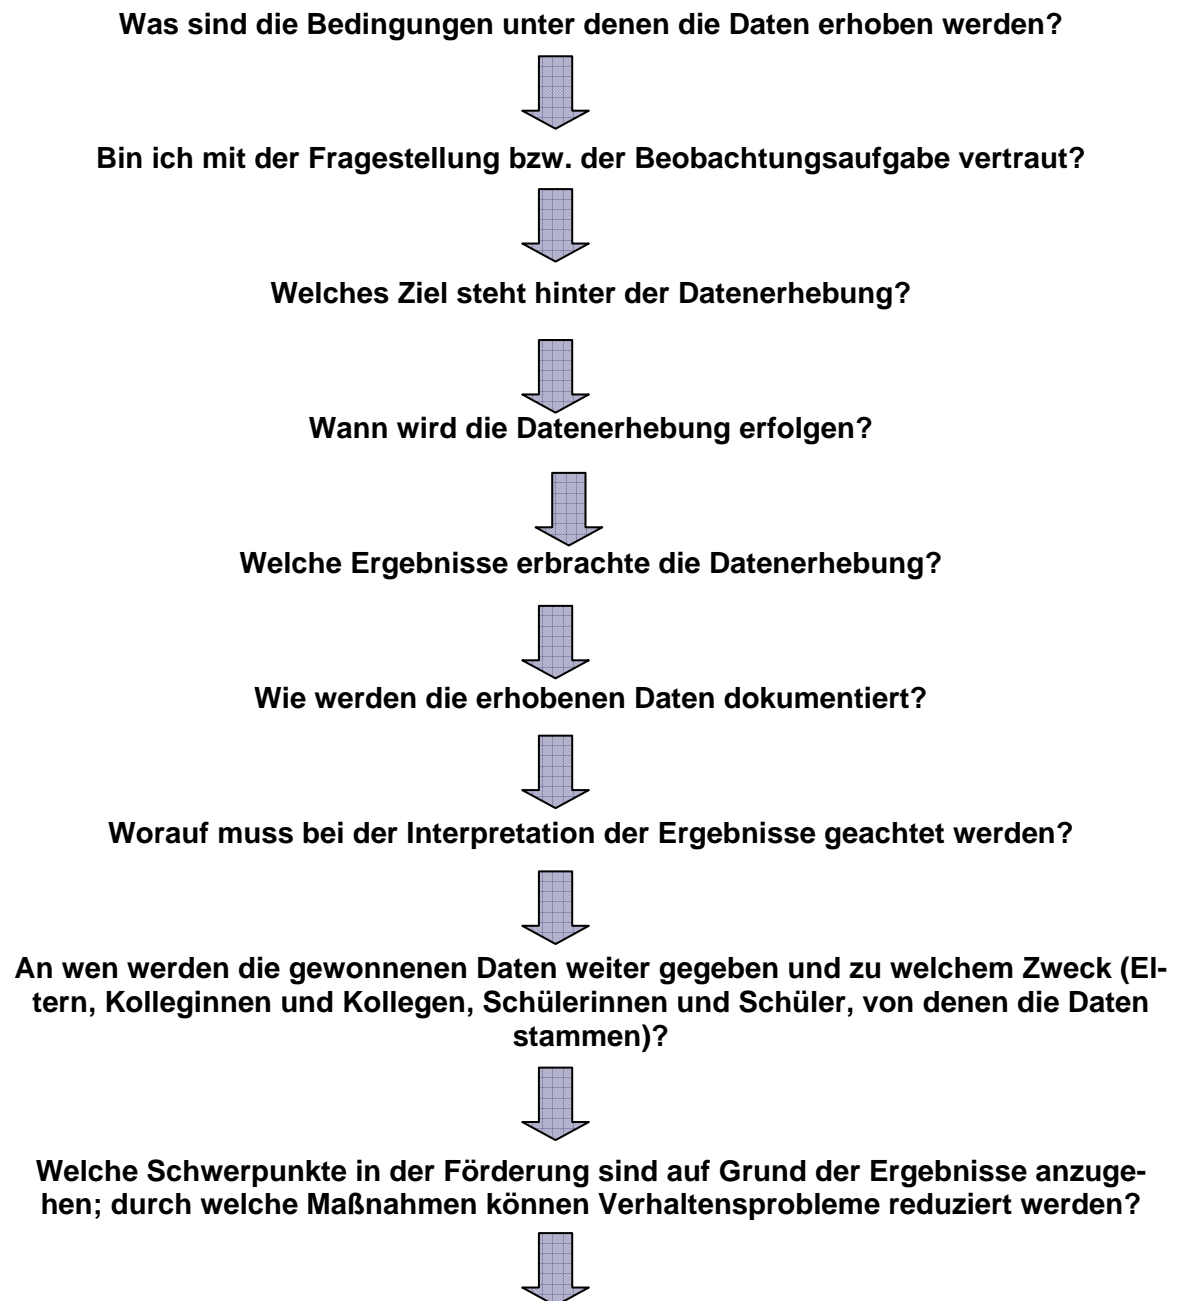 Was sind die Bedingungen unter denen die Daten erhoben werden?
Bin ich mit der Fragestellung bzw. der Beobachtungsaufgabe vertraut?
Welches Ziel steht hinter der Datenerhebung?
Wann wird die Datenerhebung erfolgen?
Welche Ergebnisse erbrachte die Datenerhebung?
Wie werden die erhobenen Daten dokumentiert?
Worauf muss bei der Interpretation der Ergebnisse geachtet werden?
An wen werden die gewonnenen Daten weiter gegeben und zu welchem Zweck (El-
tern, Kolleginnen und Kollegen, Schülerinnen und Schüler, von denen die Daten
stammen)?
Welche Schwerpunkte in der Förderung sind auf Grund der Ergebnisse anzuge-
hen; durch welche Maßnahmen können Verhaltensprobleme reduziert werden?